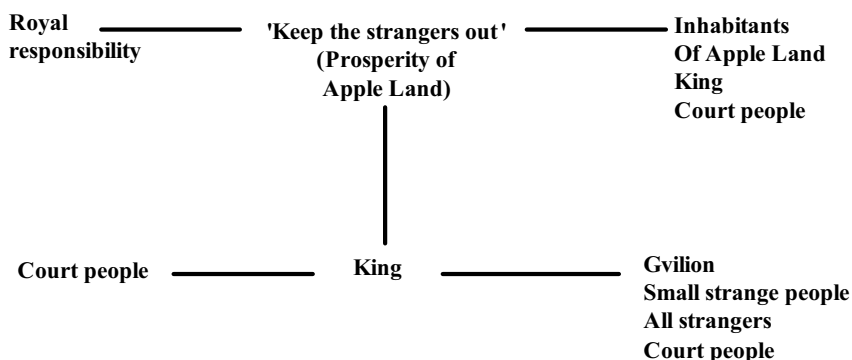 Royal
responsibility
'Keep the strangers out'
(Prosperity of
Apple Land)
Inhabitants
Of Apple Land
King
Court people
Court people
King
Gvilion
Small strange people
All strangers
Court people